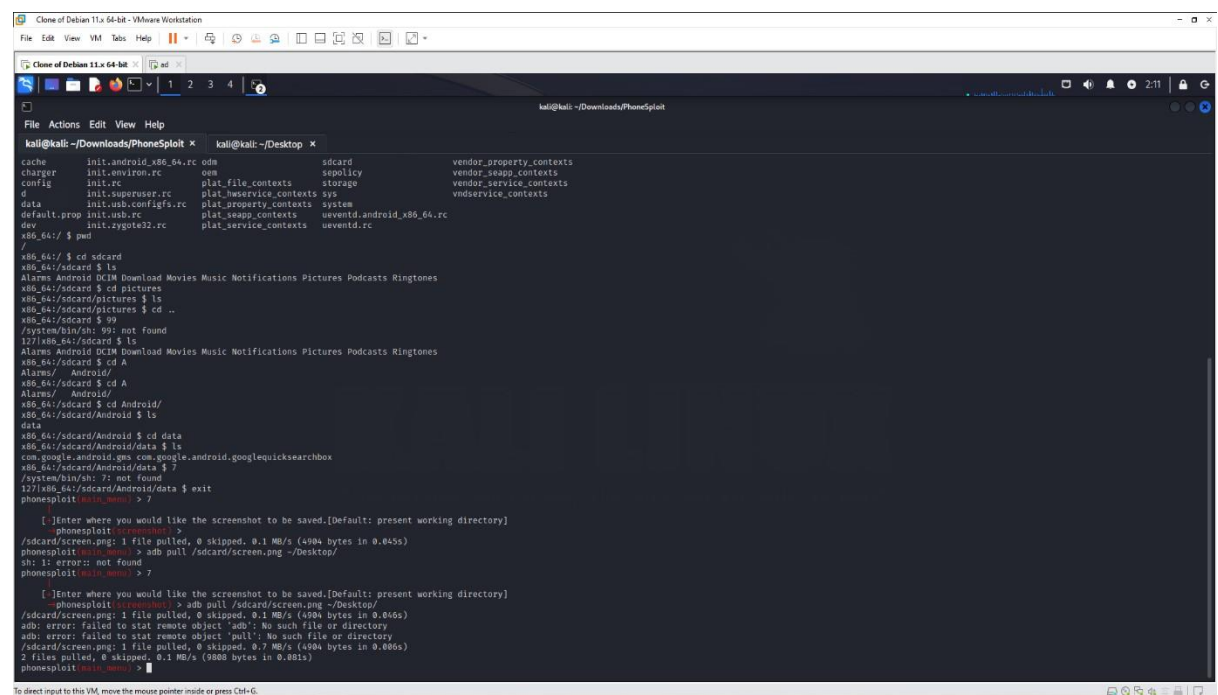 Clone of Debian 11.x 64-bit - VMware Workstation
File Edit View VM Tabs Help
Clone of Debian 11.x 64-bit ad
1 2 3 4 2:11
kali@kali: ~/Downloads/PhoneSploit
File Actions Edit View Help
kali@kali: ~/Downloads/PhoneSploit × kali@kali: ~/Desktop ×
cache init.android_x86_64.rc odm sdcard vendor_property_contexts
charger init.environ.rc oem sepolicy vendor_seapp_contexts
config init.rc plat_file_contexts storage vendor_service_contexts
d init.superuser.rc plat_hwservice_contexts sys vndservice_contexts
data init.usb.configfs.rc plat_property_contexts system
default.prop init.usb.rc plat_seapp_contexts ueventd.android_x86_64.rc
dev init.zygote32.rc plat_service_contexts ueventd.rc
x86_64:/ $ pwd
/
x86_64:/ $ cd sdcard
x86_64:/sdcard $ ls
Alarms Android DCIM Download Movies Music Notifications Pictures Podcasts Ringtones
x86_64:/sdcard $ cd pictures
x86_64:/sdcard/pictures $ ls
x86_64:/sdcard/pictures $ cd ..
x86_64:/sdcard $ 99
/system/bin/sh: 99: not found
127|x86_64:/sdcard $ ls
Alarms Android DCIM Download Movies Music Notifications Pictures Podcasts Ringtones
x86_64:/sdcard $ cd A
Alarms/ Android/
x86_64:/sdcard $ cd A
Alarms/ Android/
x86_64:/sdcard $ cd Android/
x86_64:/sdcard/Android $ ls
data
x86_64:/sdcard/Android $ cd data
x86_64:/sdcard/Android/data $ ls
com.google.android.gms com.google.android.googlequicksearchbox
x86_64:/sdcard/Android/data $ 7
/system/bin/sh: 7: not found
127|x86_64:/sdcard/Android/data $ exit
phonesploit(main_menu) > 7
|
[-]Enter where you would like the screenshot to be saved.[Default: present working directory]
→phonesploit(screenshot) >
/sdcard/screen.png: 1 file pulled, 0 skipped. 0.1 MB/s (4904 bytes in 0.045s)
phonesploit(main_menu) > adb pull /sdcard/screen.png ~/Desktop/
sh: 1: error:: not found
phonesploit(main_menu) > 7
|
[-]Enter where you would like the screenshot to be saved.[Default: present working directory]
→phonesploit(screenshot) > adb pull /sdcard/screen.png ~/Desktop/
/sdcard/screen.png: 1 file pulled, 0 skipped. 0.1 MB/s (4904 bytes in 0.046s)
adb: error: failed to stat remote object 'adb': No such file or directory
adb: error: failed to stat remote object 'pull': No such file or directory
/sdcard/screen.png: 1 file pulled, 0 skipped. 0.7 MB/s (4904 bytes in 0.006s)
2 files pulled, 0 skipped. 0.1 MB/s (9808 bytes in 0.081s)
phonesploit(main_menu) >
To direct input to this VM, move the mouse pointer inside or press Ctrl+G.